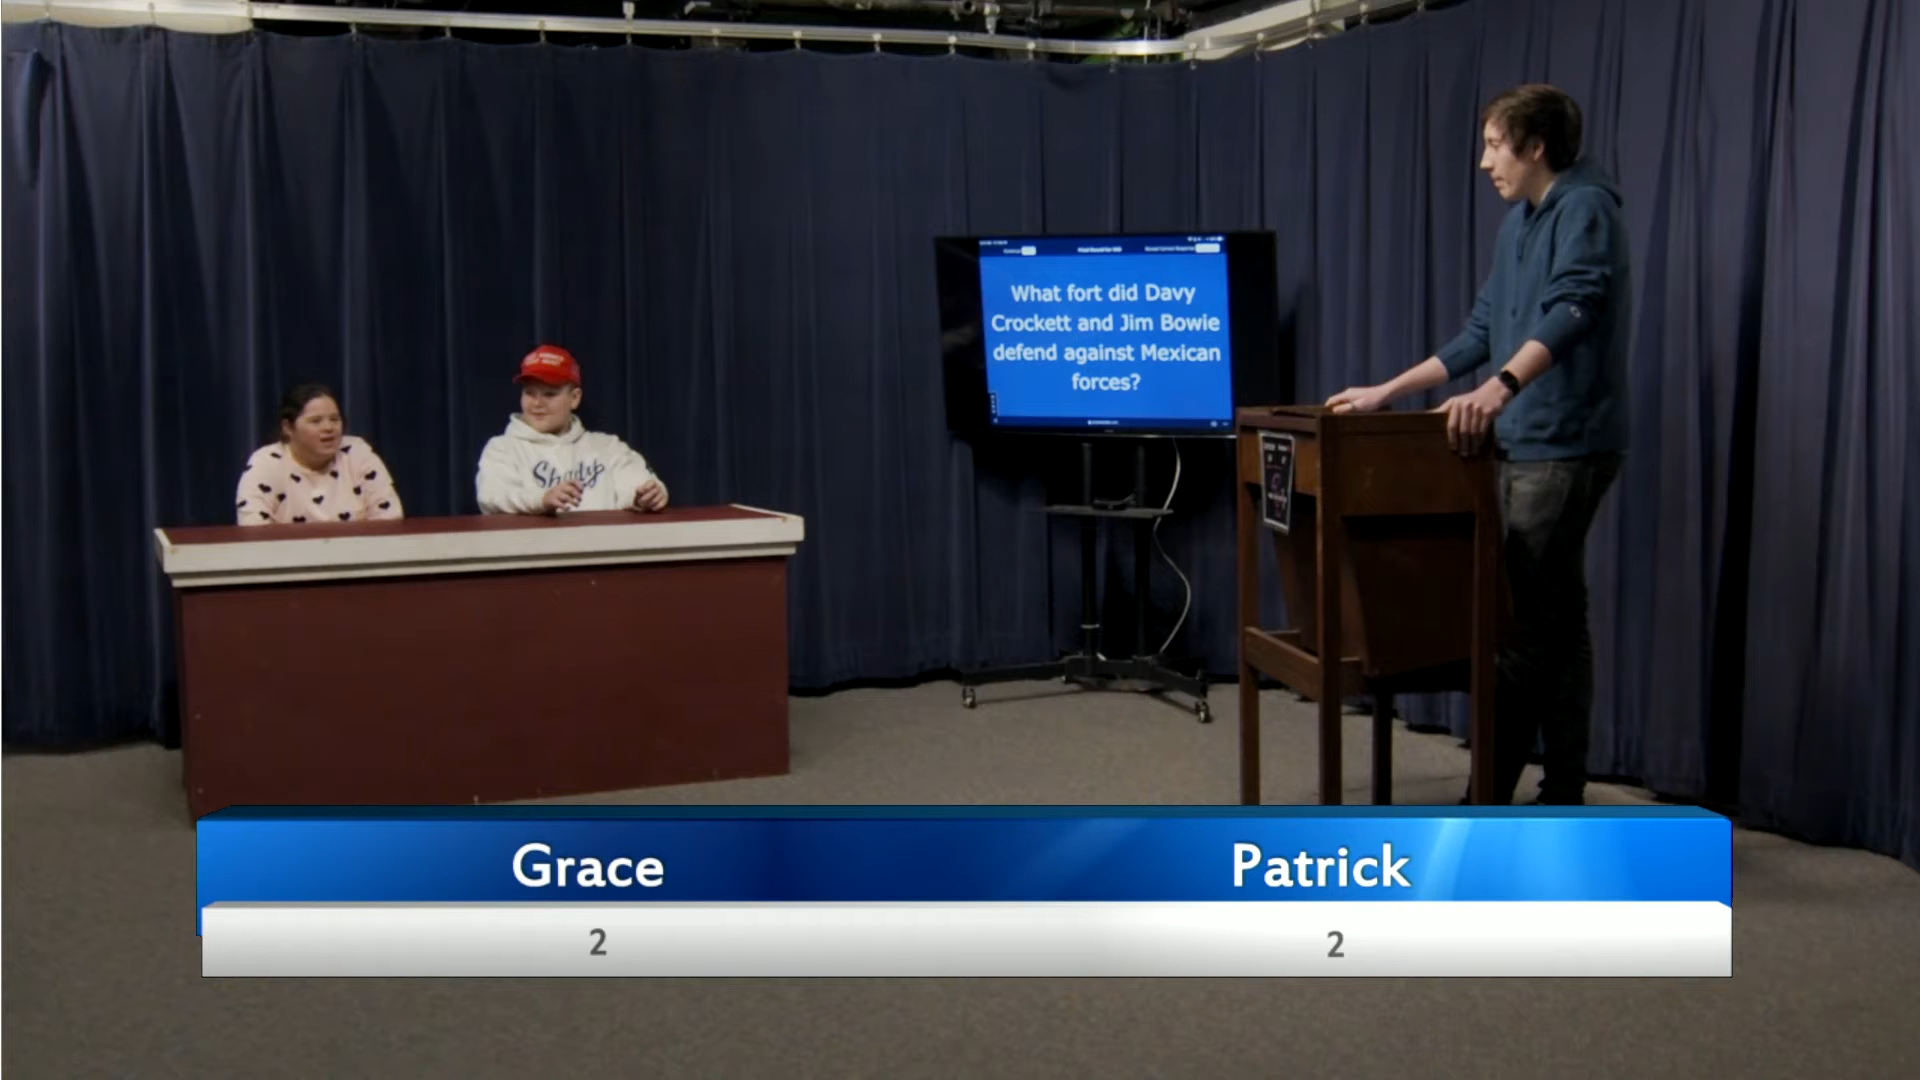 What fort did Davy
Crockett and Jim Bowie
defend against Mexican
forces?
Shady
Grace
Patrick
2
2